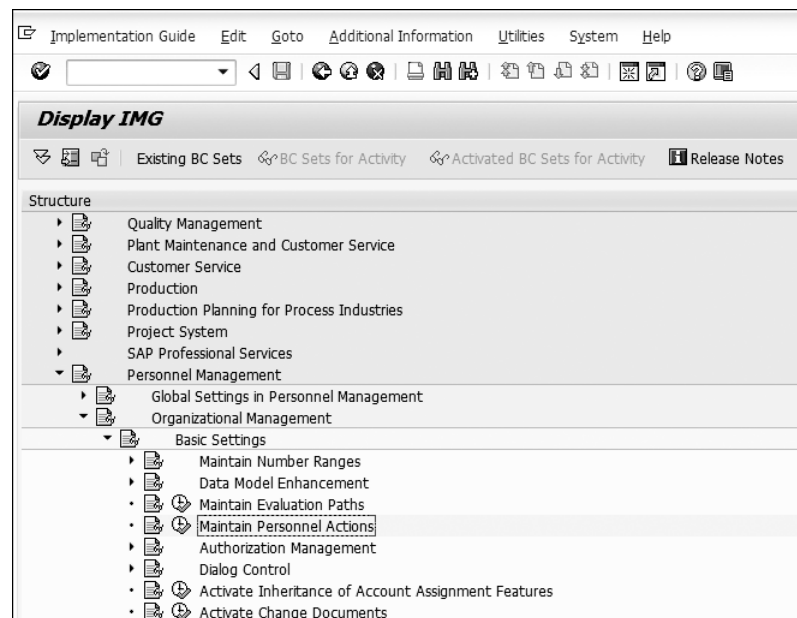 Implementation Guide Edit Goto Additional Information Utilities System Help
Display IMG
Existing BC Sets BC Sets for Activity Activated BC Sets for Activity Release Notes
Structure
Quality Management
Plant Maintenance and Customer Service
Customer Service
Production
Production Planning for Process Industries
Project System
SAP Professional Services
Personnel Management
Global Settings in Personnel Management
Organizational Management
Basic Settings
Maintain Number Ranges
Data Model Enhancement
Maintain Evaluation Paths
Maintain Personnel Actions
Authorization Management
Dialog Control
Activate Inheritance of Account Assignment Features
Activate Change Documents